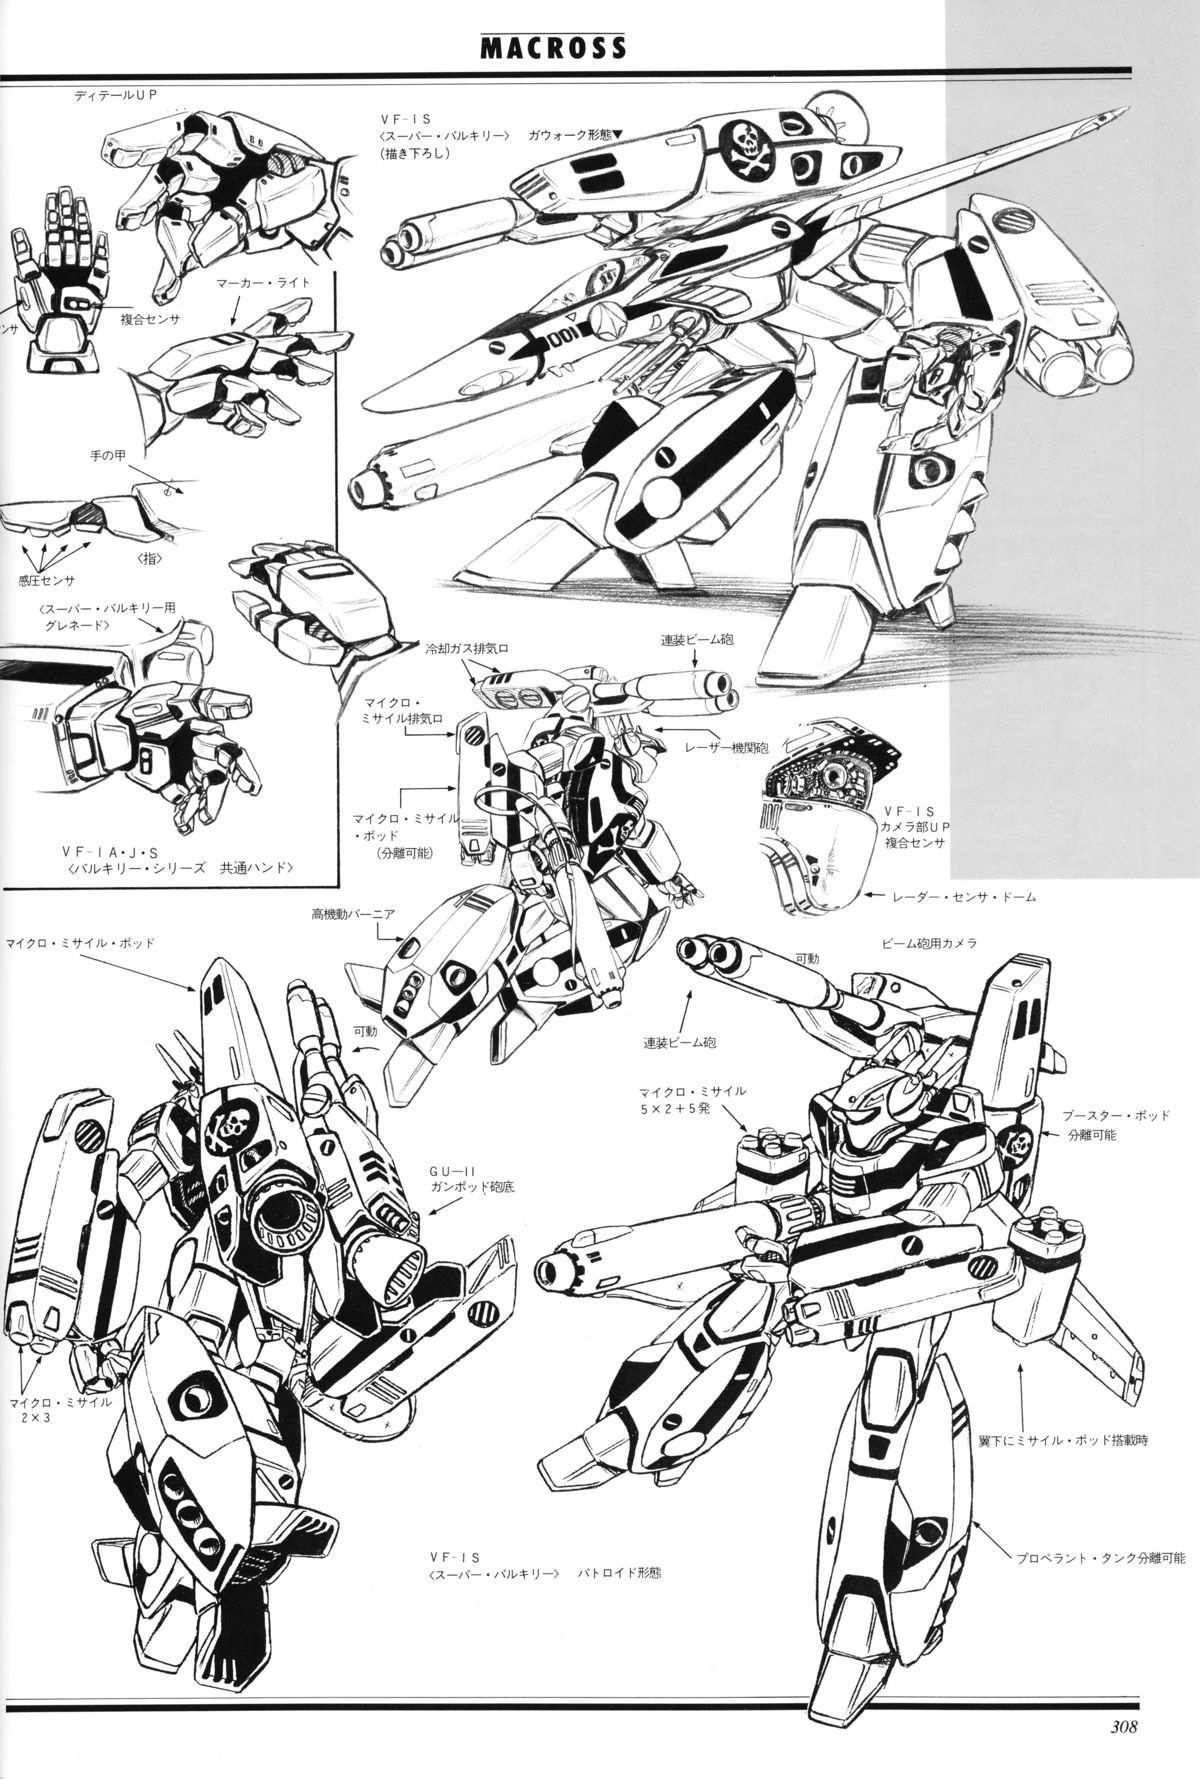 MACROSS
ディテールUP
VF-1S
〈スーパー・バルキリー〉 ガウォーク形態▼
(描き下ろし)
001
マーカー・ライト
複合センサ
ンサ
手の甲
〈指〉
感圧センサ
〈スーパー・バルキリー用
グレネード〉
VF-1A・J・S
〈バルキリー・シリーズ 共通ハンド〉
冷却ガス排気口
連装ビーム砲
マイクロ・
ミサイル排気口
レーザー機関砲
マイクロ・ミサイル
・ポッド
(分離可能)
VF-1S
カメラ部UP
複合センサ
レーダー・センサ・ドーム
高機動バーニア
マイクロ・ミサイル・ポッド
可動
ビーム砲用カメラ
可動
連装ビーム砲
マイクロ・ミサイル
5×2+5発
ブースター・ポッド
分離可能
GU-11
ガンポッド砲底
マイクロ・ミサイル
2×3
翼下にミサイル・ポッド搭載時
VF-1S
〈スーパー・バルキリー〉 バトロイド形態
プロペラント・タンク分離可能
308